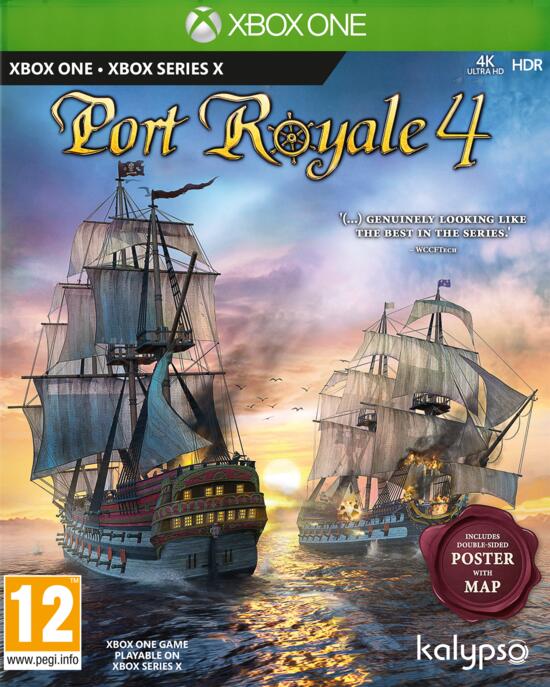 XBOX ONE
XBOX ONE • XBOX SERIES X
4K
ULTRA HD
HDR
Port Royale 4
'(...) GENUINELY LOOKING LIKE
THE BEST IN THE SERIES.'
– WCCFTECH
INCLUDES
DOUBLE-SIDED
POSTER
WITH
MAP
12
TM
www.pegi.info
XBOX ONE GAME
PLAYABLE ON
XBOX SERIES X
kalypso